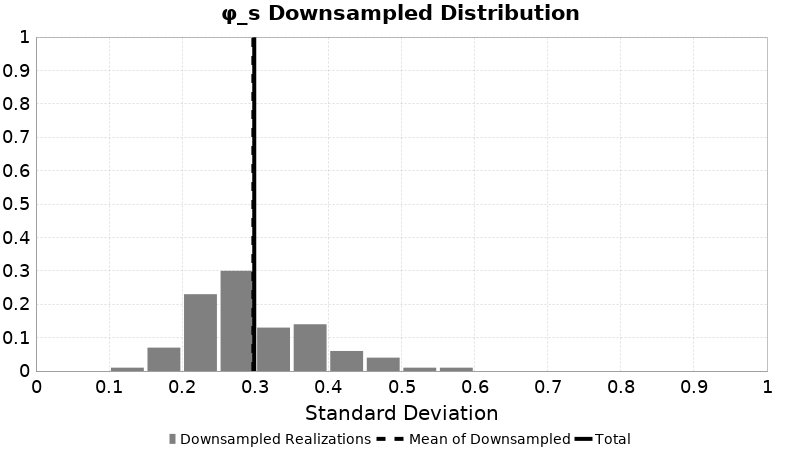 φ_s Downsampled Distribution
1
0.9
0.8
0.7
0.6
0.5
0.4
0.3
0.2
0.1
0
0 0.1 0.2 0.3 0.4 0.5 0.6 0.7 0.8 0.9 1
Standard Deviation
Downsampled Realizations Mean of Downsampled Total